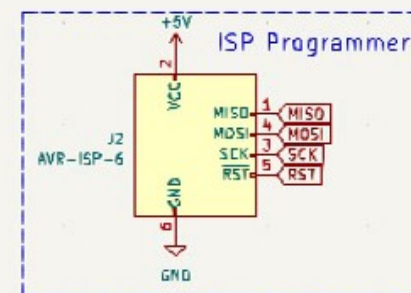 +5V
ISP Programmer
2
VCC
MISO 1 MISO
J2
MOSI 4 MOSI
AVR-ISP-6
SCK 3 SCK
RST 5 RST
GND
6
GND